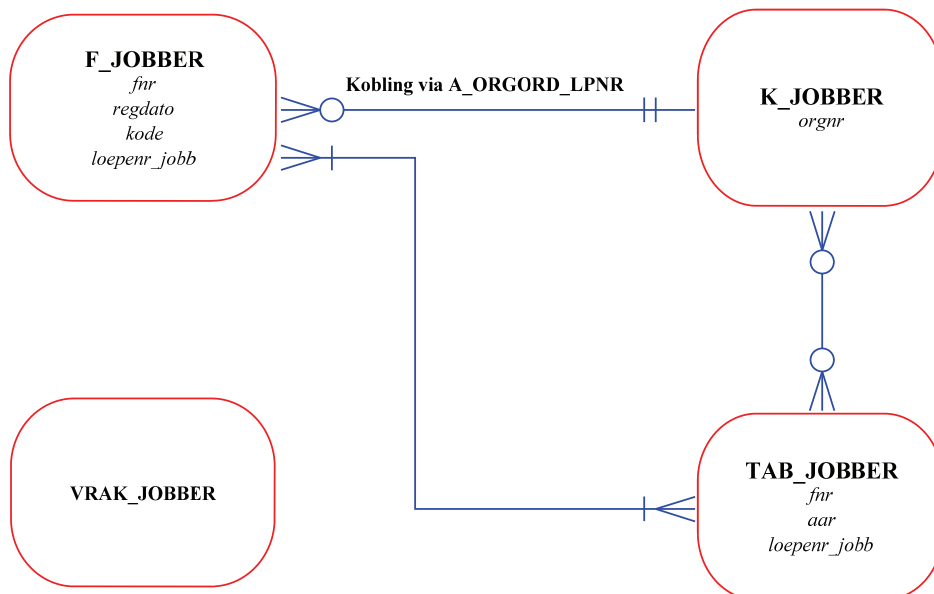 F_JOBBER
fnr
regdato
kode
loepenr_jobb
Kobling via A_ORGORD_LPNR
K_JOBBER
orgnr
VRAK_JOBBER
TAB_JOBBER
fnr
aar
loepenr_jobb